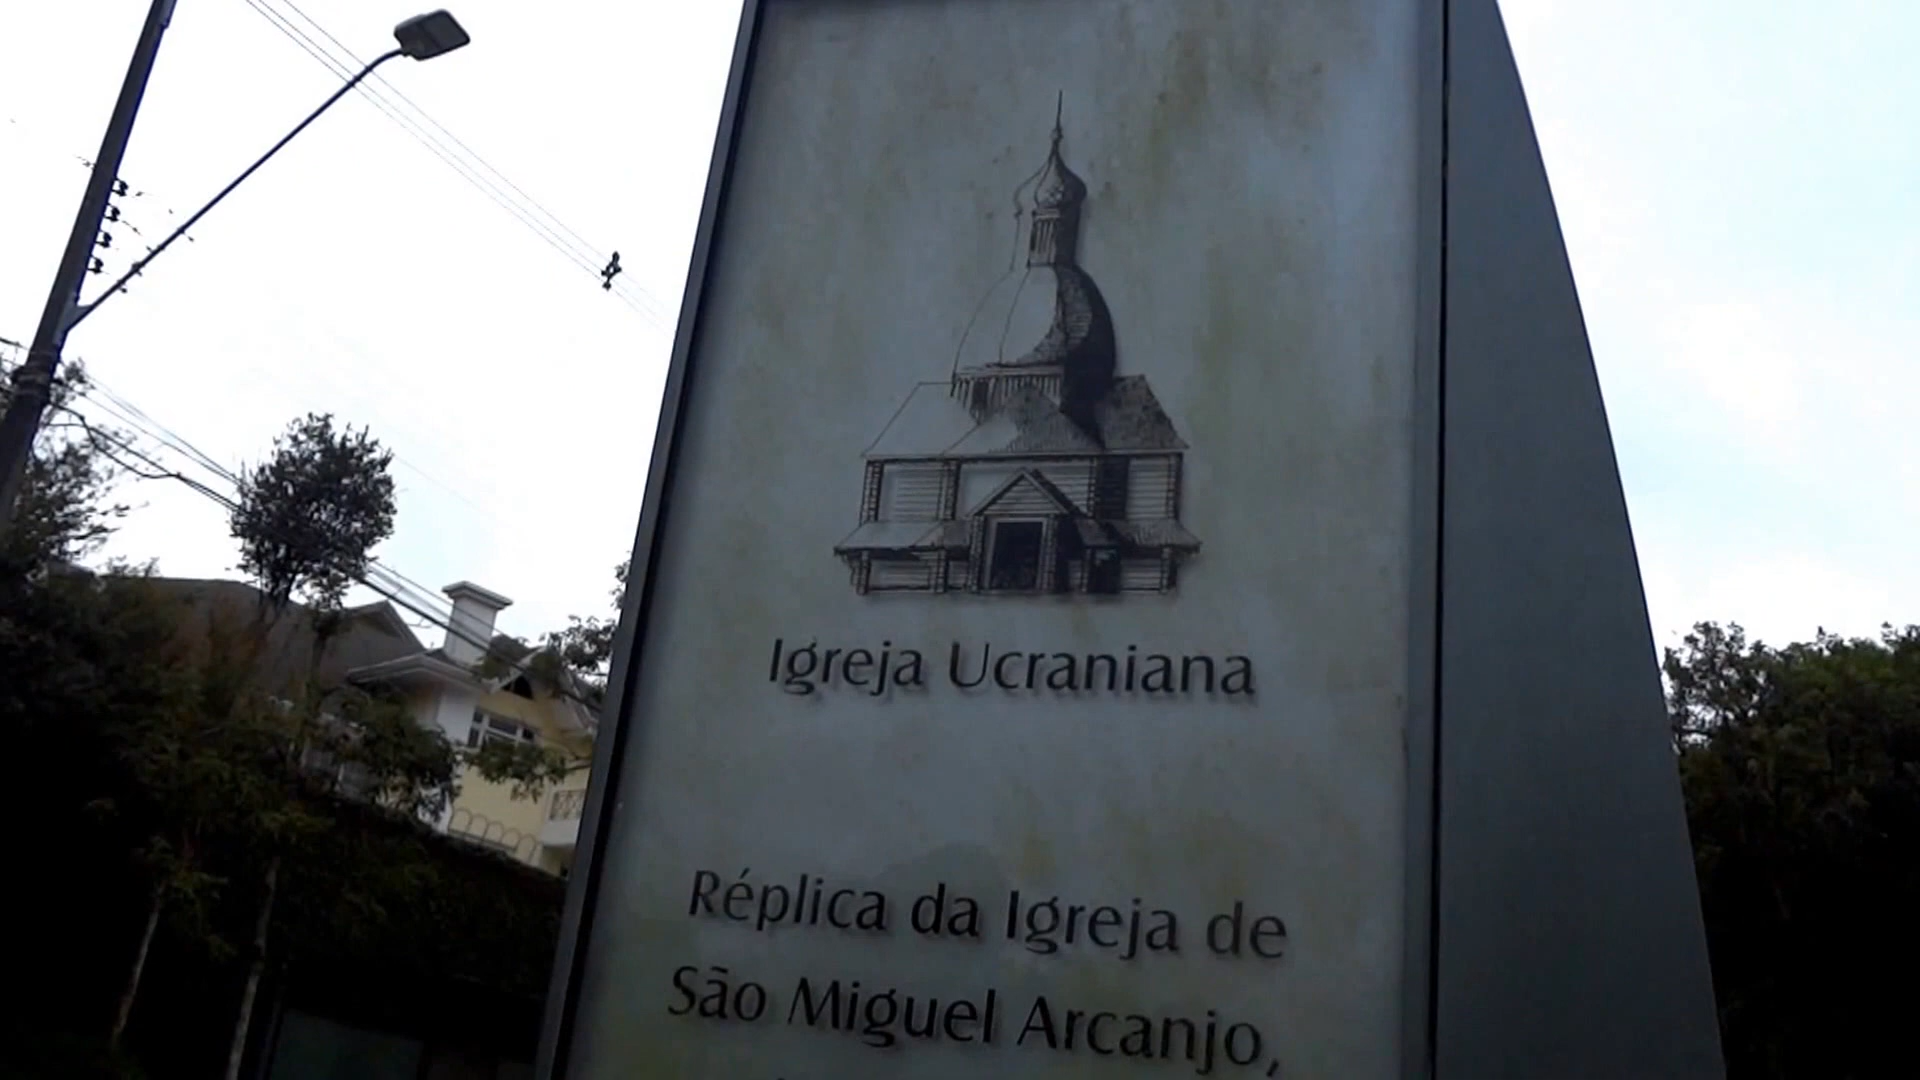 Igreja Ucraniana
Réplica da Igreja de
São Miguel Arcanjo,